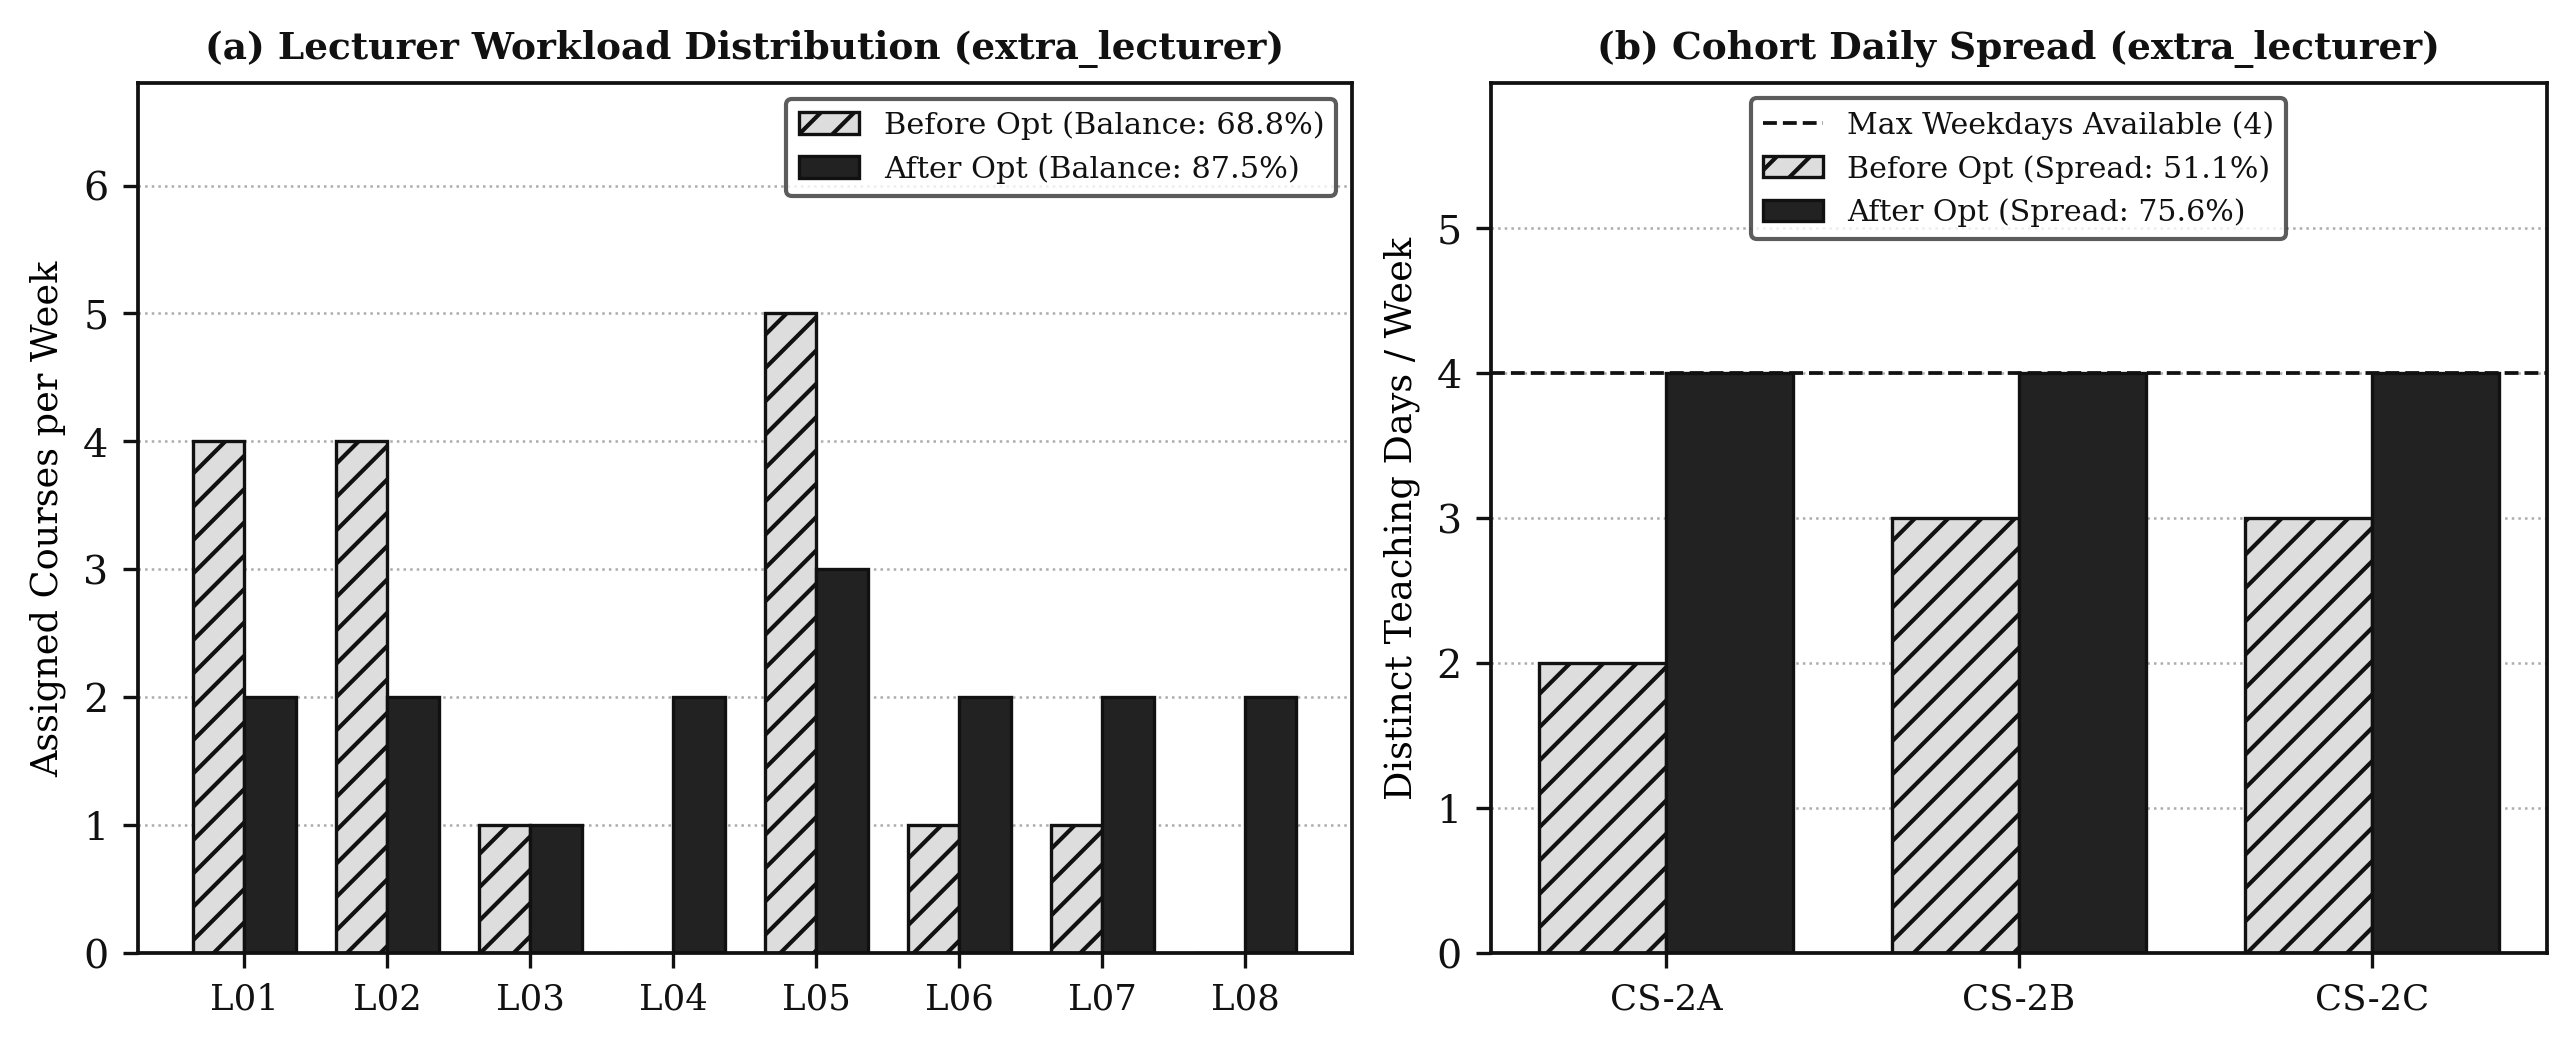 (a) Lecturer Workload Distribution (extra_lecturer)
Before Opt (Balance: 68.8%)
After Opt (Balance: 87.5%)
Assigned Courses per Week
6
5
4
3
2
1
0
L01 L02 L03 L04 L05 L06 L07 L08
(b) Cohort Daily Spread (extra_lecturer)
Max Weekdays Available (4)
Before Opt (Spread: 51.1%)
After Opt (Spread: 75.6%)
Distinct Teaching Days / Week
5
4
3
2
1
0
CS-2A CS-2B CS-2C